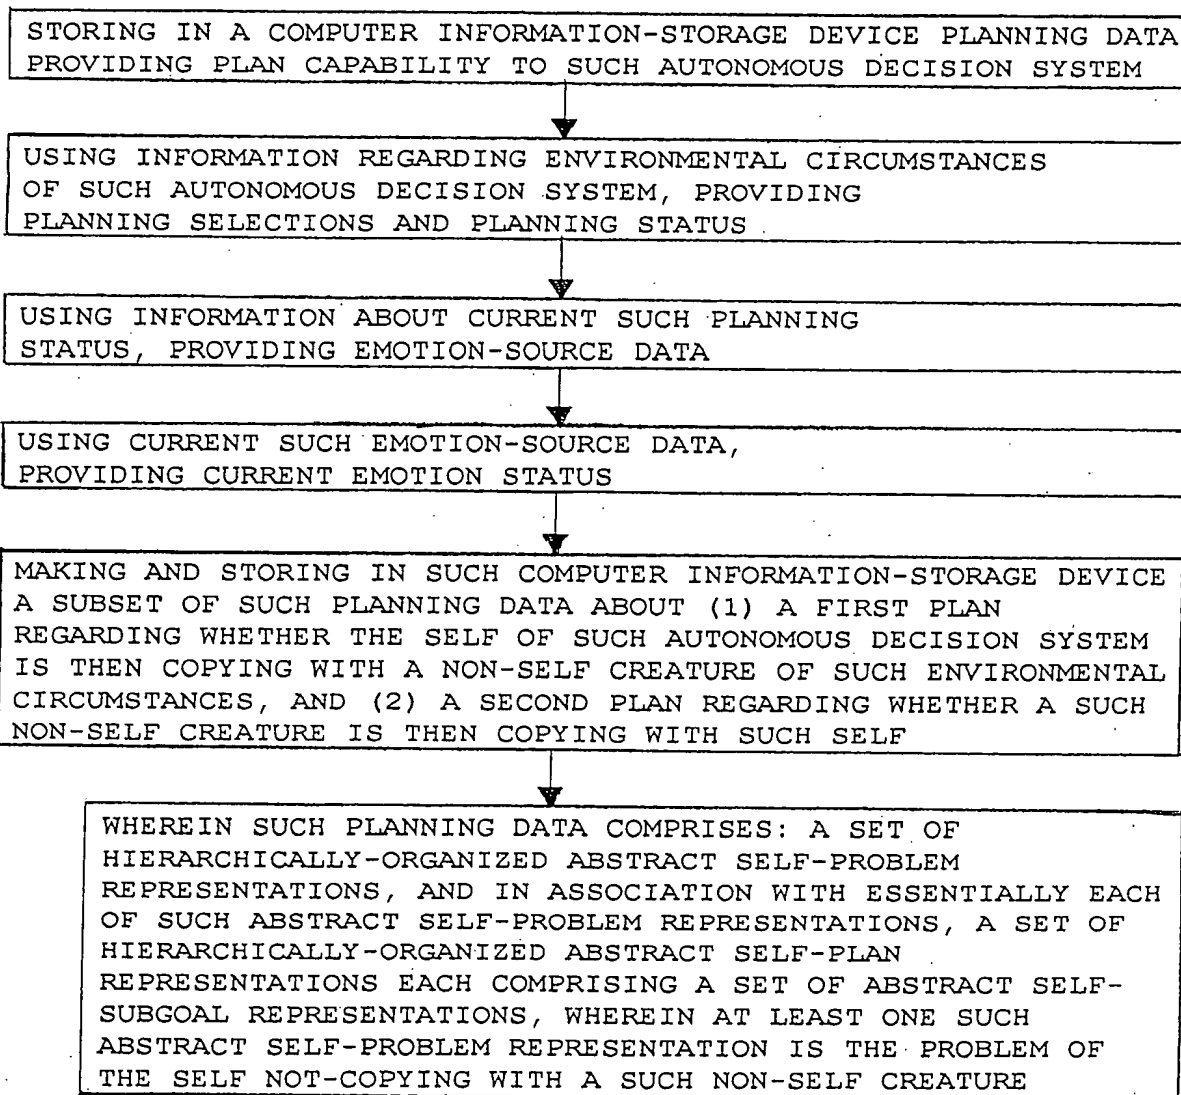 STORING IN A COMPUTER INFORMATION-STORAGE DEVICE PLANNING DATA
PROVIDING PLAN CAPABILITY TO SUCH AUTONOMOUS DECISION SYSTEM
USING INFORMATION REGARDING ENVIRONMENTAL CIRCUMSTANCES
OF SUCH AUTONOMOUS DECISION SYSTEM, PROVIDING
PLANNING SELECTIONS AND PLANNING STATUS
USING INFORMATION ABOUT CURRENT SUCH PLANNING
STATUS, PROVIDING EMOTION-SOURCE DATA
USING CURRENT SUCH EMOTION-SOURCE DATA,
PROVIDING CURRENT EMOTION STATUS
MAKING AND STORING IN SUCH COMPUTER INFORMATION-STORAGE DEVICE
A SUBSET OF SUCH PLANNING DATA ABOUT (1) A FIRST PLAN
REGARDING WHETHER THE SELF OF SUCH AUTONOMOUS DECISION SYSTEM
IS THEN COPYING WITH A NON-SELF CREATURE OF SUCH ENVIRONMENTAL
CIRCUMSTANCES, AND (2) A SECOND PLAN REGARDING WHETHER A SUCH
NON-SELF CREATURE IS THEN COPYING WITH SUCH SELF
WHEREIN SUCH PLANNING DATA COMPRISES: A SET OF
HIERARCHICALLY-ORGANIZED ABSTRACT SELF-PROBLEM
REPRESENTATIONS, AND IN ASSOCIATION WITH ESSENTIALLY EACH
OF SUCH ABSTRACT SELF-PROBLEM REPRESENTATIONS, A SET OF
HIERARCHICALLY-ORGANIZED ABSTRACT SELF-PLAN
REPRESENTATIONS EACH COMPRISING A SET OF ABSTRACT SELF-
SUBGOAL REPRESENTATIONS, WHEREIN AT LEAST ONE SUCH
ABSTRACT SELF-PROBLEM REPRESENTATION IS THE PROBLEM OF
THE SELF NOT-COPYING WITH A SUCH NON-SELF CREATURE